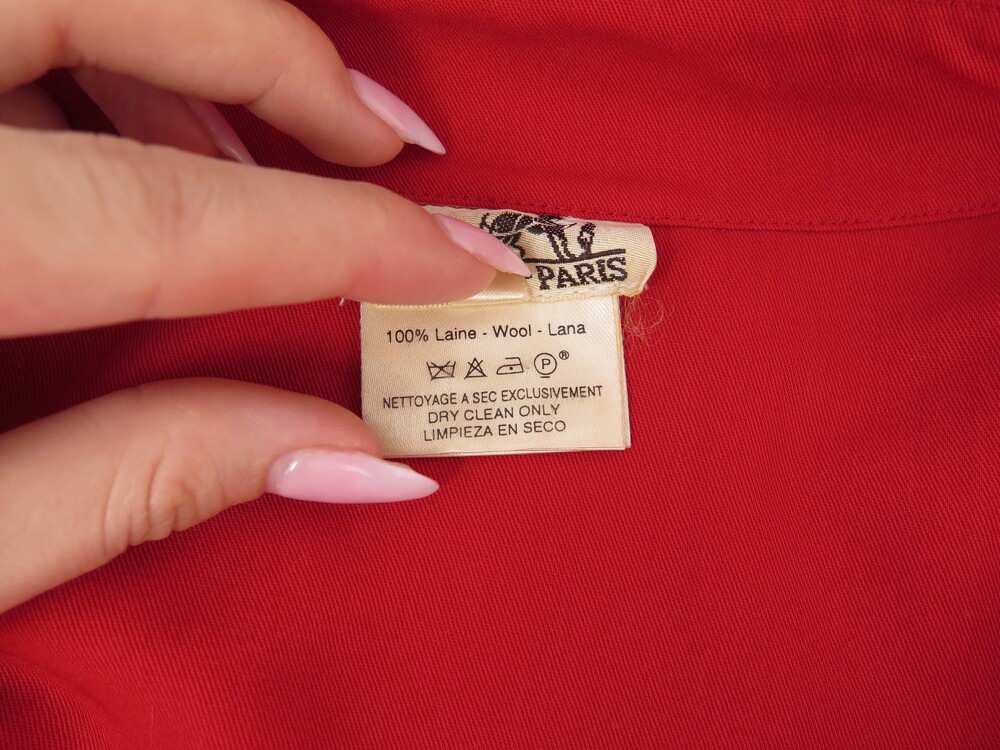 PARIS
100% Laine - Wool - Lana
P®
NETTOYAGE A SEC EXCLUSIVEMENT
DRY CLEAN ONLY
LIMPIEZA EN SECO